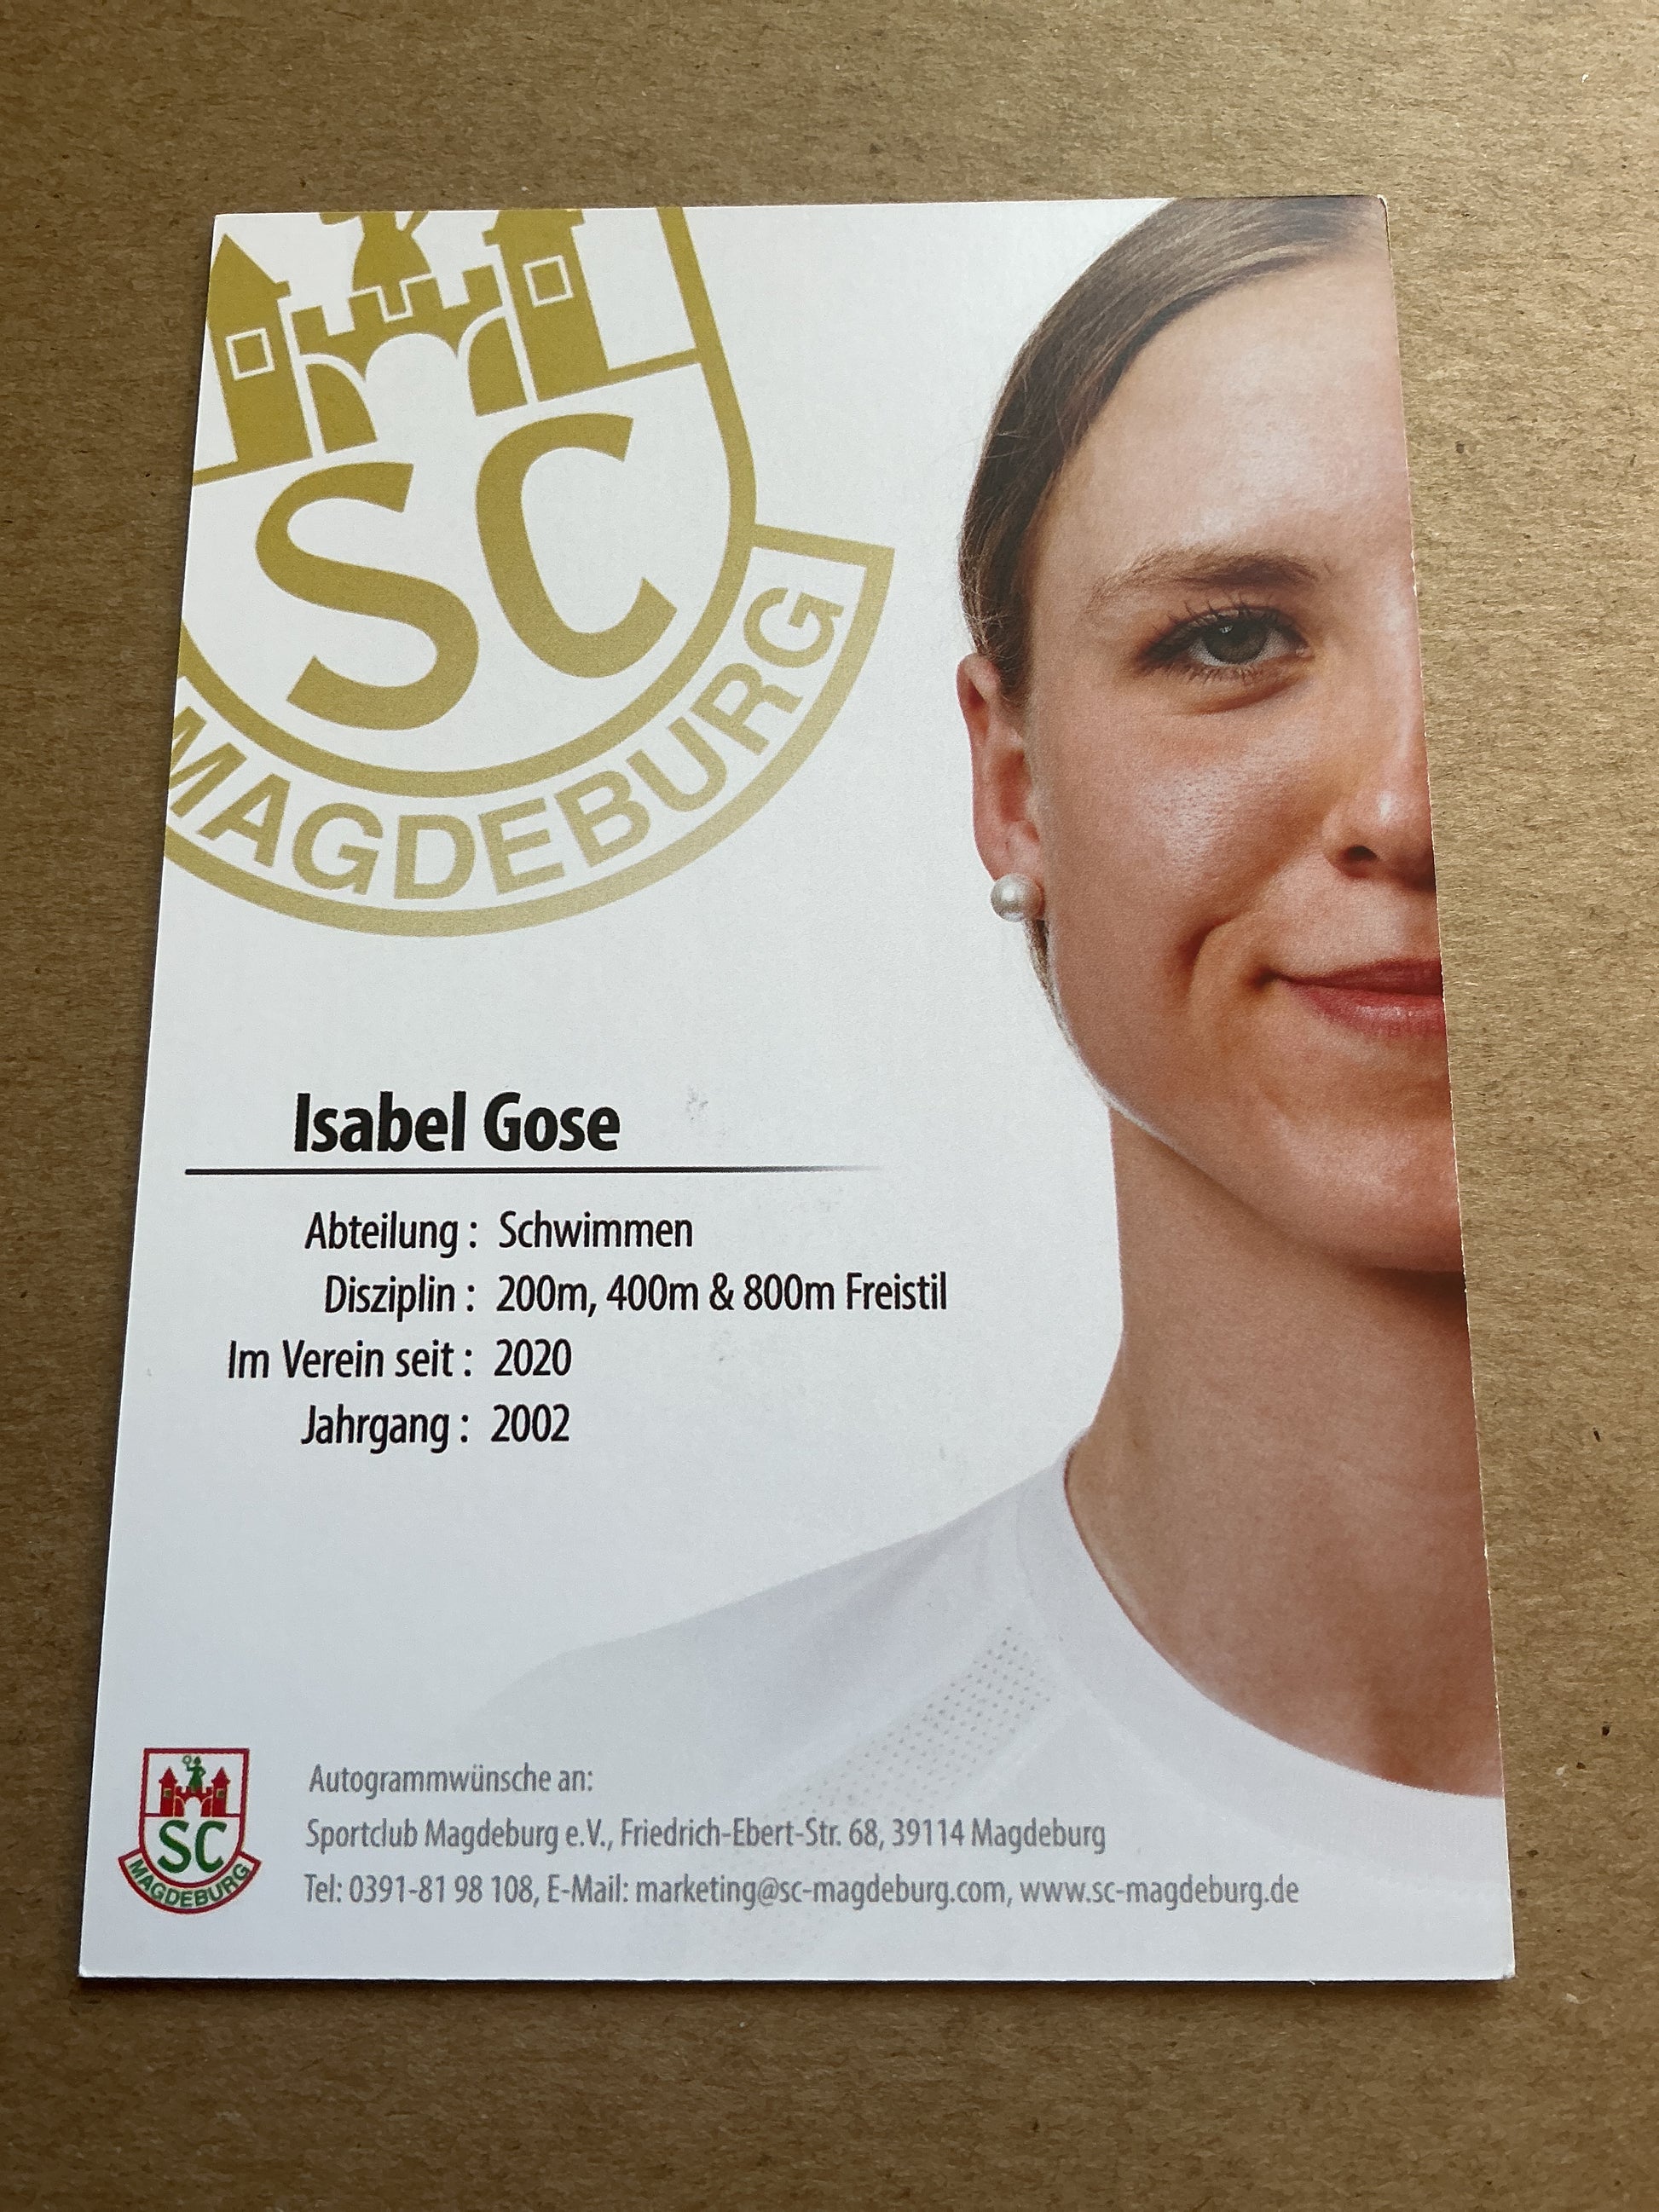 SC
MAGDEBURG
Isabel Gose
Abteilung : Schwimmen
Disziplin : 200m, 400m & 800m Freistil
Im Verein seit : 2020
Jahrgang : 2002
SC
MAGDEBURG
Autogrammwünsche an:
Sportclub Magdeburg e.V., Friedrich-Ebert-Str. 68, 39114 Magdeburg
Tel: 0391-81 98 108, E-Mail: marketing@sc-magdeburg.com, www.sc-magdeburg.de